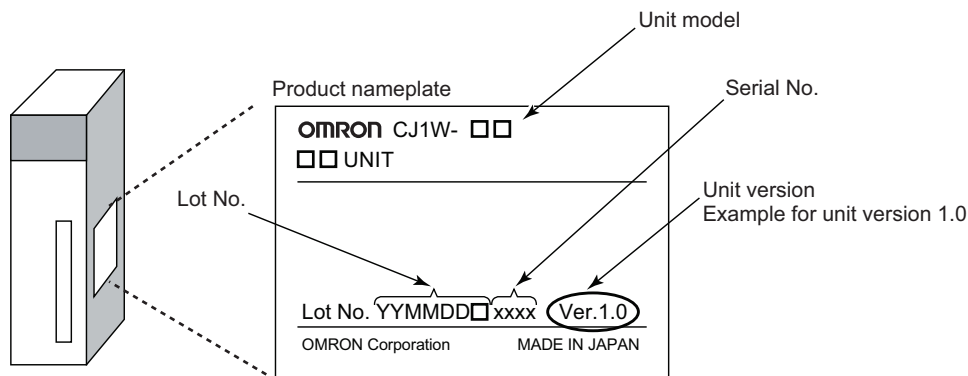 Unit model
Product nameplate
Serial No.
OMRON CJ1W- □□
□□ UNIT
Lot No.
Unit version
Example for unit version 1.0
Lot No. YYMMDD□ xxxx Ver.1.0
OMRON Corporation MADE IN JAPAN